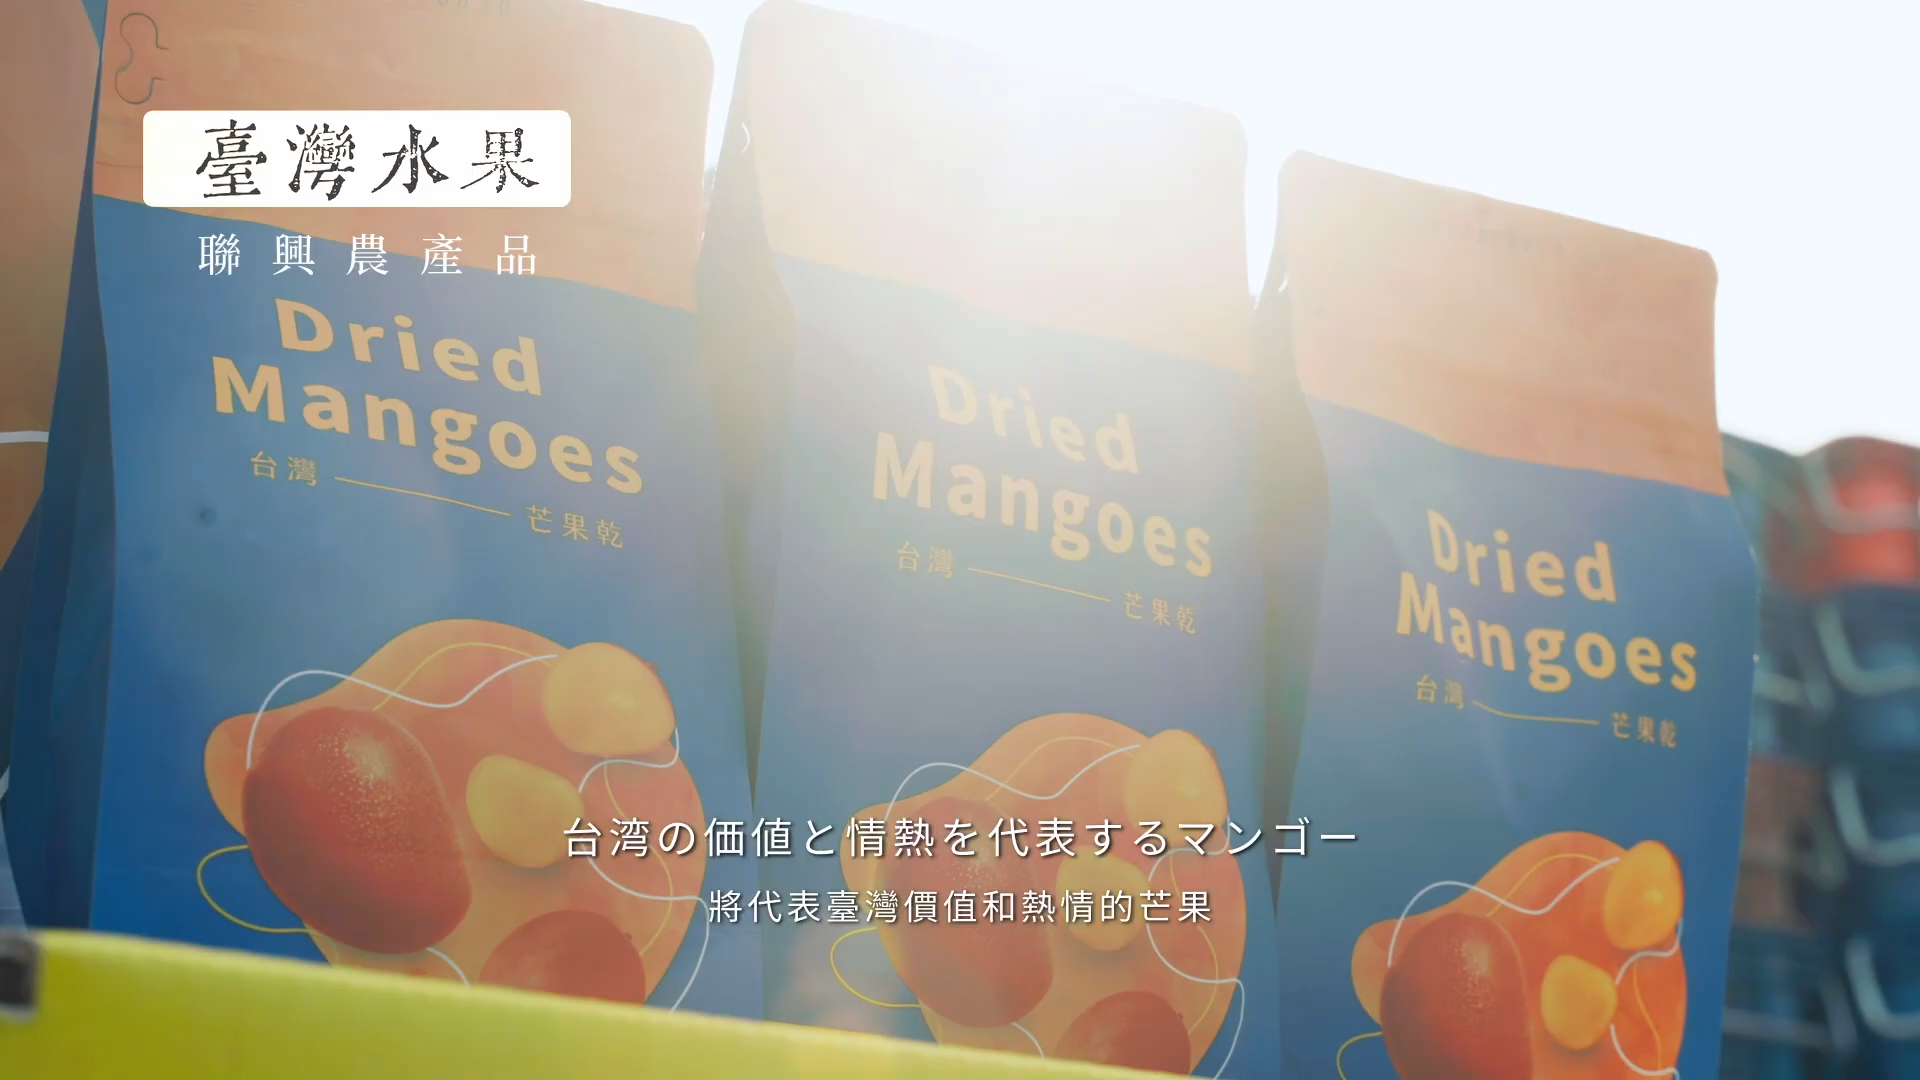 臺灣水果
聯興農產品
Dried
Mangoes
台灣
芒果乾
Dried
Mangoes
台灣
芒果乾
Dried
Mangoes
台灣
芒果乾
台湾の価値と情熱を代表するマンゴー
將代表臺灣價值和熱情的芒果